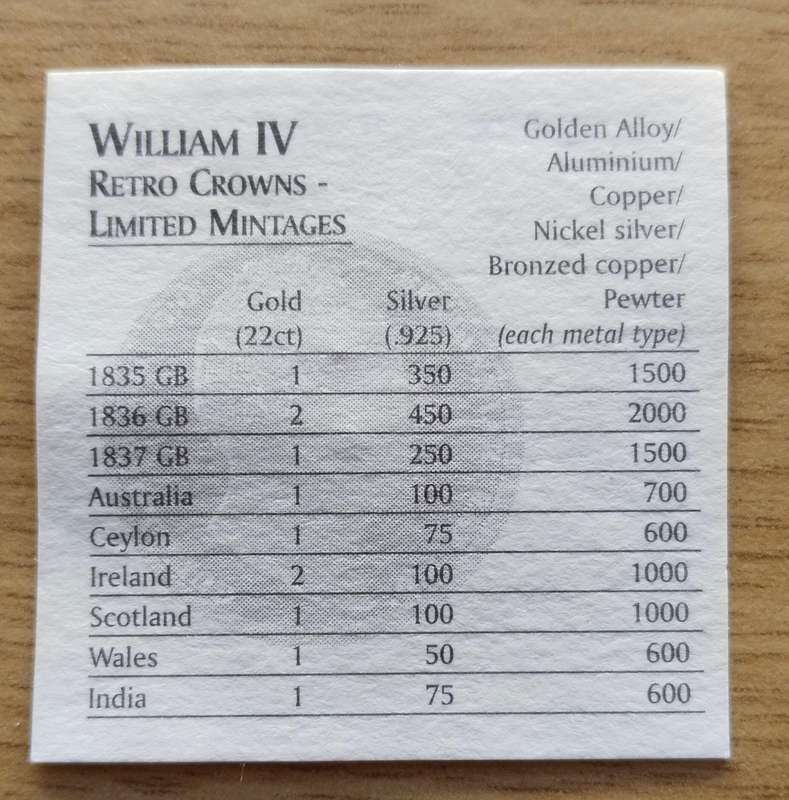 WILLIAM IV
RETRO CROWNS -
LIMITED MINTAGES
Golden Alloy/
Aluminium/
Copper/
Nickel silver/
Bronzed copper/
Gold Silver Pewter
(22ct) (.925) (each metal type)
1835 GB 1 350 1500
1836 GB 2 450 2000
1837 GB 1 250 1500
Australia 1 100 700
Ceylon 1 75 600
Ireland 2 100 1000
Scotland 1 100 1000
Wales 1 50 600
India 1 75 600